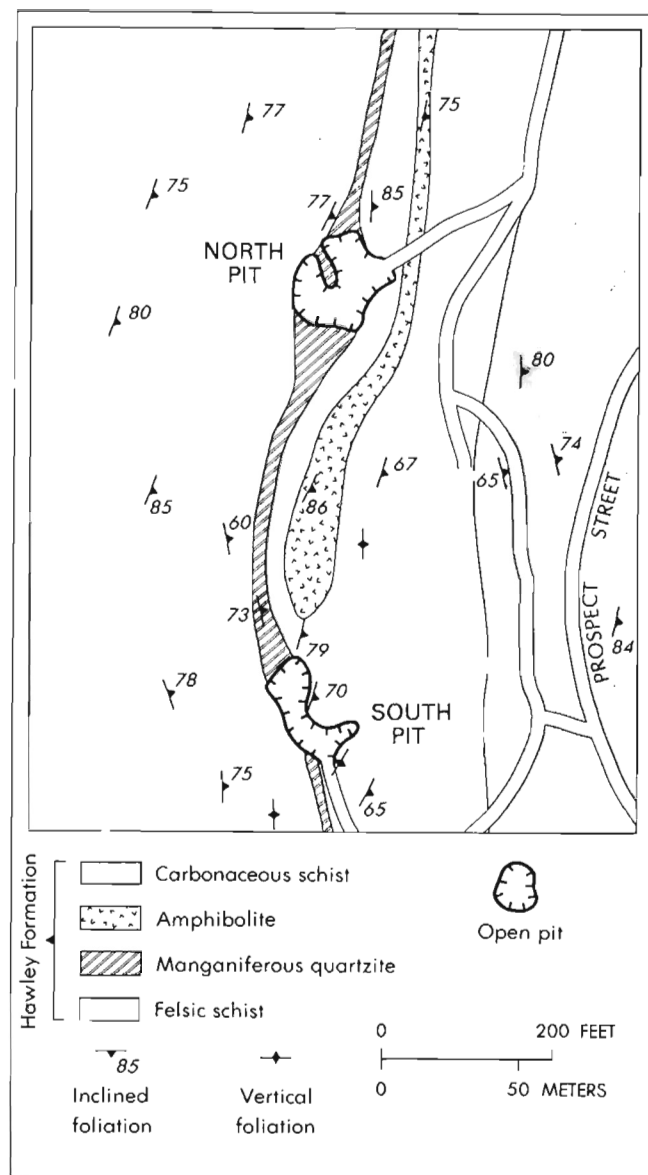 77
75
75
77
85
NORTH
PIT
80
80
67
74
65
85
86
60
STREET
PROSPECT
73
84
79
78
70
SOUTH
PIT
75
65
Hawley Formation
Carbonaceous schist
Amphibolite
Manganiferous quartzite
Felsic schist
Open pit
85
Inclined
foliation
Vertical
foliation
0 200 FEET
0 50 METERS